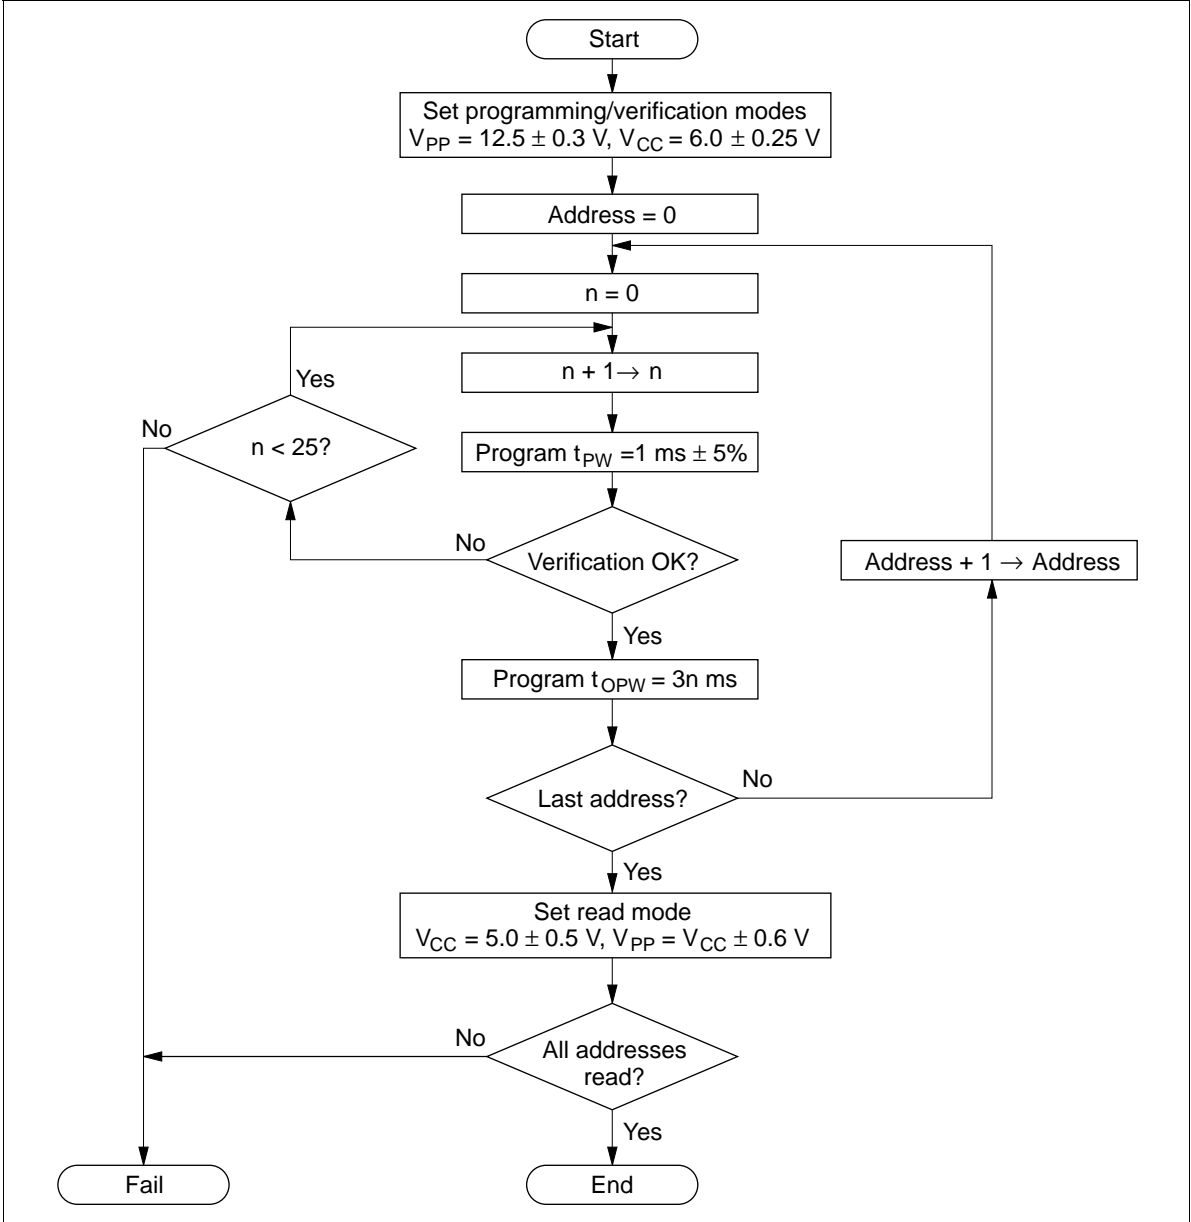 Start
Set programming/verification modes
VPP = 12.5 ± 0.3 V, VCC = 6.0 ± 0.25 V
Address = 0
n = 0
n + 1→ n
Yes
No
n < 25?
Program tPW =1 ms ± 5%
No
Verification OK?
Address + 1 → Address
Yes
Program tOPW = 3n ms
Last address?
No
Yes
Set read mode
VCC = 5.0 ± 0.5 V, VPP = VCC ± 0.6 V
No
All addresses
read?
Yes
Fail
End